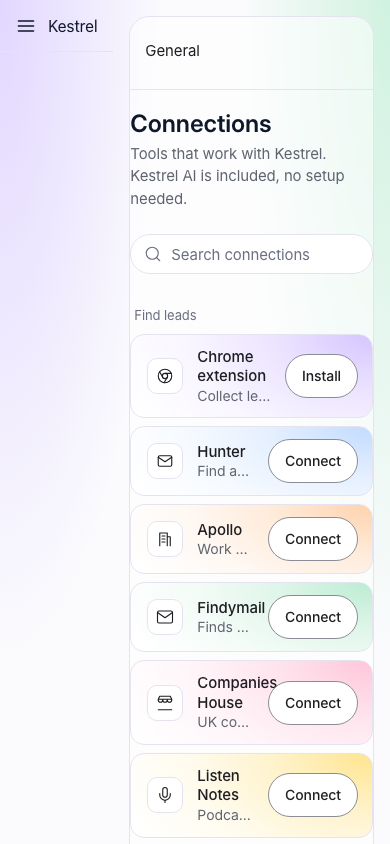 Kestrel
General
Connections
Tools that work with Kestrel.
Kestrel AI is included, no setup
needed.
Search connections
Find leads
Chrome
extension
Collect le...
Install
Hunter
Find a...
Connect
Apollo
Work ...
Connect
Findymail
Finds ...
Connect
Companies
House
UK co...
Connect
Listen
Notes
Podca...
Connect